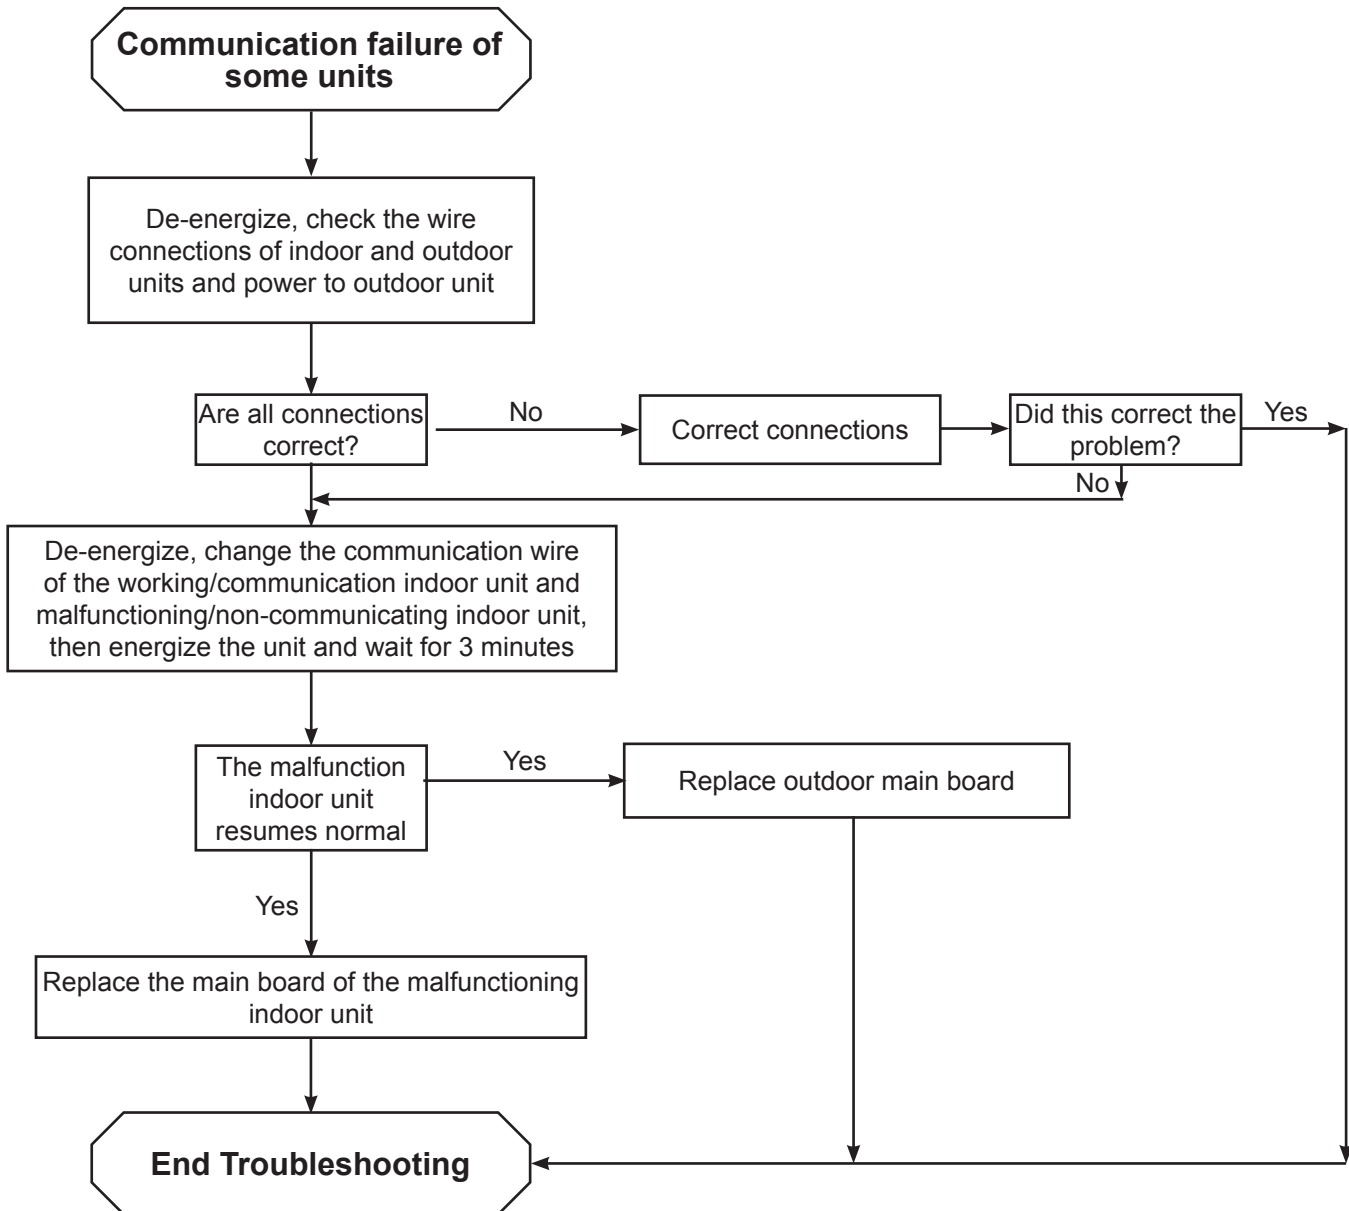 Communication failure of
some units
De-energize, check the wire
connections of indoor and outdoor
units and power to outdoor unit
Are all connections
correct?
No
Correct connections
Did this correct the
problem?
Yes
No
De-energize, change the communication wire
of the working/communication indoor unit and
malfunctioning/non-communicating indoor unit,
then energize the unit and wait for 3 minutes
The malfunction
indoor unit
resumes normal
Yes
Replace outdoor main board
Yes
Replace the main board of the malfunctioning
indoor unit
End Troubleshooting